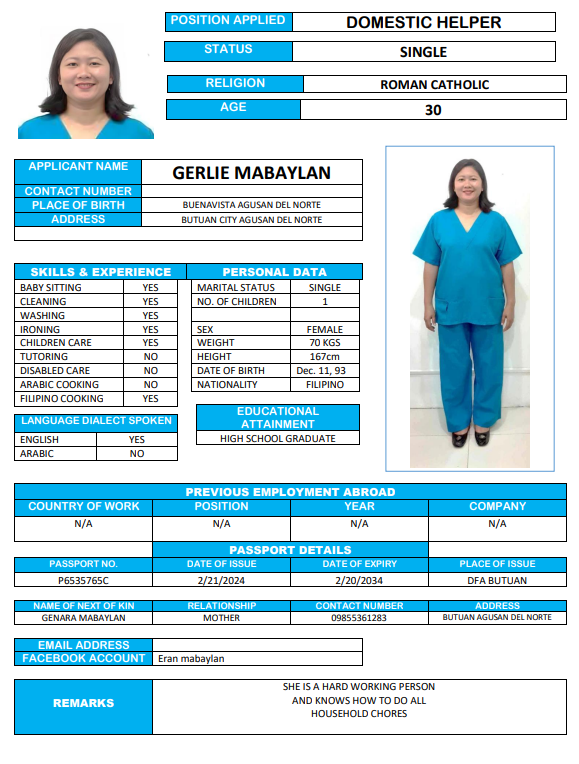 POSITION APPLIED DOMESTIC HELPER
STATUS SINGLE
RELIGION ROMAN CATHOLIC
AGE 30
APPLICANT NAME GERLIE MABAYLAN
CONTACT NUMBER
PLACE OF BIRTH BUENAVISTA AGUSAN DEL NORTE
ADDRESS BUTUAN CITY AGUSAN DEL NORTE
SKILLS & EXPERIENCE
BABY SITTING YES
CLEANING YES
WASHING YES
IRONING YES
CHILDREN CARE YES
TUTORING NO
DISABLED CARE NO
ARABIC COOKING NO
FILIPINO COOKING YES
PERSONAL DATA
MARITAL STATUS SINGLE
NO. OF CHILDREN 1
SEX FEMALE
WEIGHT 70 KGS
HEIGHT 167cm
DATE OF BIRTH Dec. 11, 93
NATIONALITY FILIPINO
LANGUAGE DIALECT SPOKEN
ENGLISH YES
ARABIC NO
EDUCATIONAL
ATTAINMENT
HIGH SCHOOL GRADUATE
PREVIOUS EMPLOYMENT ABROAD
COUNTRY OF WORK POSITION YEAR COMPANY
N/A N/A N/A N/A
PASSPORT DETAILS
PASSPORT NO. DATE OF ISSUE DATE OF EXPIRY PLACE OF ISSUE
P6535765C 2/21/2024 2/20/2034 DFA BUTUAN
NAME OF NEXT OF KIN RELATIONSHIP CONTACT NUMBER ADDRESS
GENARA MABAYLAN MOTHER 09855361283 BUTUAN AGUSAN DEL NORTE
EMAIL ADDRESS
FACEBOOK ACCOUNT Eran mabaylan
REMARKS
SHE IS A HARD WORKING PERSON
AND KNOWS HOW TO DO ALL
HOUSEHOLD CHORES